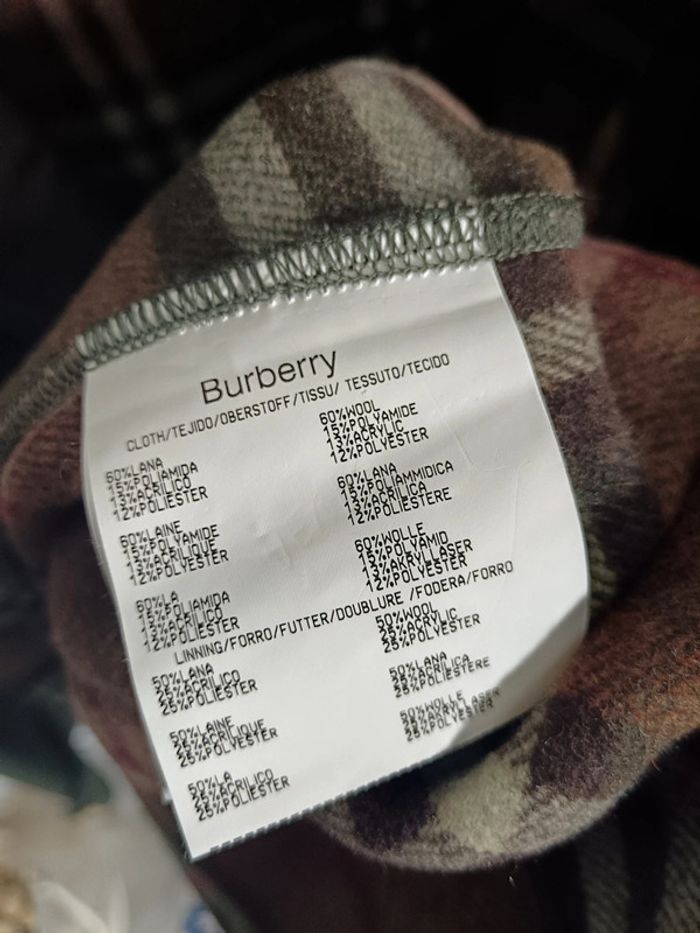 Burberry
CLOTH/TEJIDO/OBERSTOFF/TISSU/ TESSUTO/TECIDO
60%LANA
15%POLIAMIDA
13%ACRÍLICO
12%POLIESTER
60%WOOL
15%POLYAMIDE
13%ACRYLIC
12%POLYESTER
60%LAINE
15%POLYAMIDE
13%ACRILIQUE
12%POLYESTER
60%LANA
15%POLIAMMIDICA
13%ACRILICA
12%POLIESTERE
60%LA
15%POLIAMIDA
13%ACRILICO
12%POLIESTER
60%WOLLE
15%POLYAMID
13%AKRYLLASER
12%POLYESTER
LINNING/FORRO/FUTTER/DOUBLURE /FODERA/FORRO
50%LANA
25%ACRILICO
25%POLIESTER
50%WOOL
25%ACRYLIC
25%POLYESTER
50%LAINE
25%ACRILIQUE
25%POLYESTER
50%LANA
25%ACRILICA
25%POLIESTERE
50%LA
25%ACRILICO
25%POLIESTER
50%WOLLE
25%AKRYLLASER
25%POLYESTER